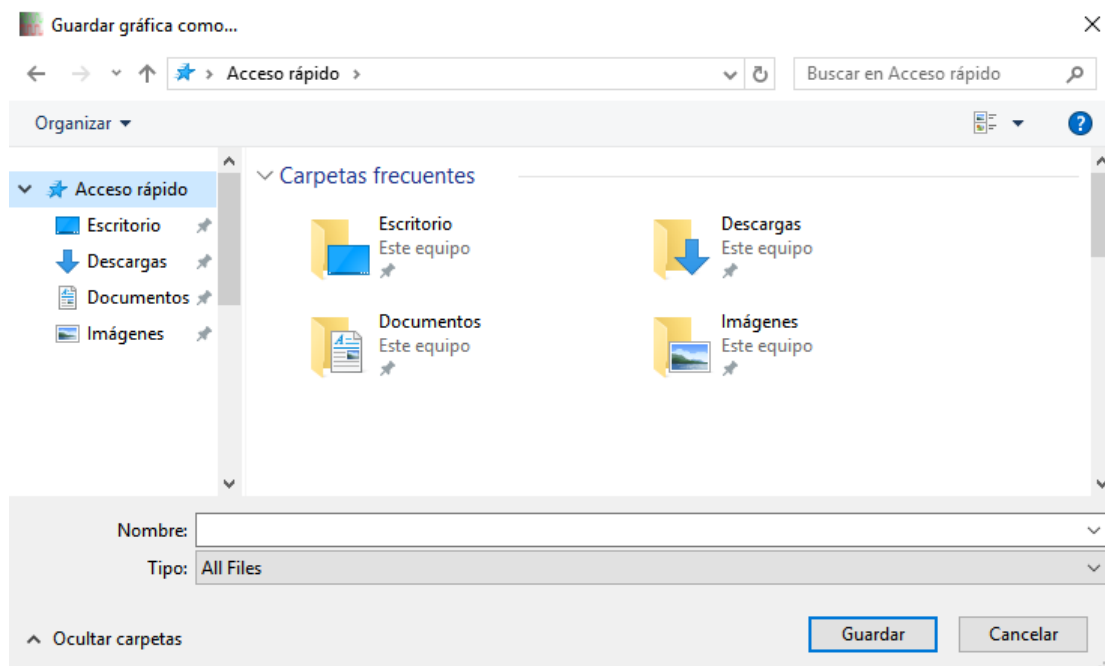 Guardar gráfica como...
Acceso rápido
Buscar en Acceso rápido
Organizar
?
Acceso rápido
Escritorio
Descargas
Documentos
Imágenes
Carpetas frecuentes
Escritorio
Este equipo
Descargas
Este equipo
Documentos
Este equipo
Imágenes
Este equipo
Nombre:
Tipo: All Files
Ocultar carpetas
Guardar
Cancelar